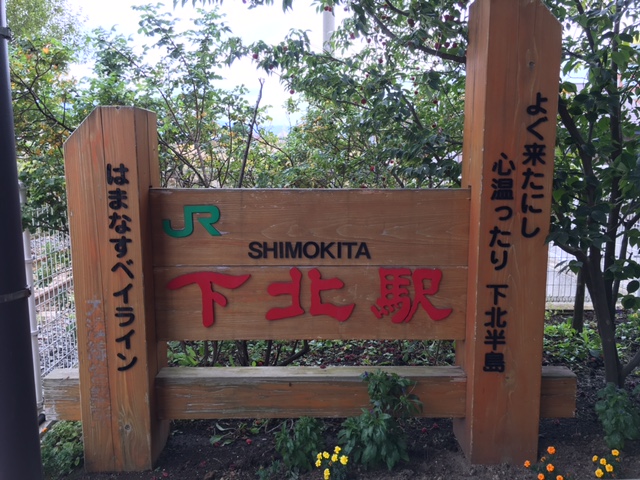 よく来たにし
心温ったり 下北半島
JR
SHIMOKITA
下北駅
はまなすベイライン